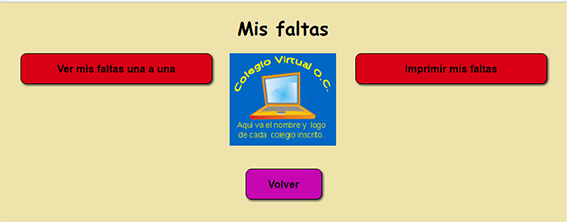 Mis faltas
Ver mis faltas una a una
Colegio Virtual O.C.
Aqui va el nombre y logo
de cada colegio inscrito.
Imprimir mis faltas
Volver